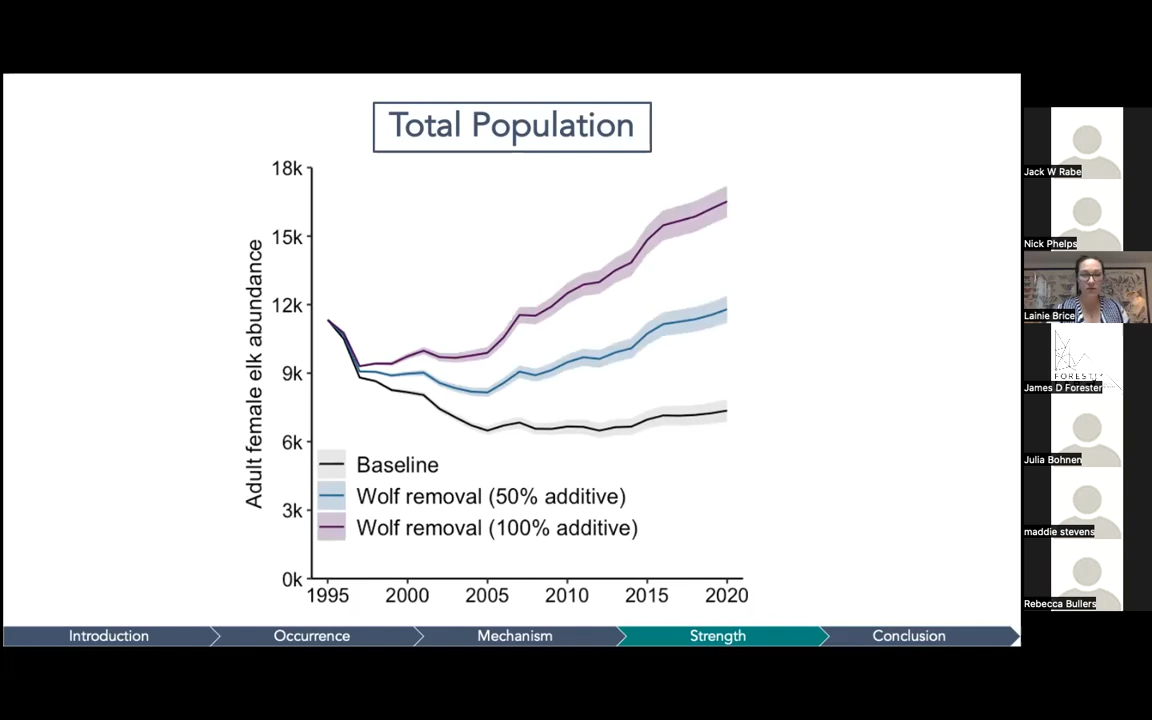 Total Population
Adult female elk abundance
18k
15k
12k
9k
6k
3k
0k
1995 2000 2005 2010 2015 2020
Baseline
Wolf removal (50% additive)
Wolf removal (100% additive)
Introduction Occurrence Mechanism Strength Conclusion
Jack W Rabe
Nick Phelps
Lainie Brice
FOREST
James D Forester
Julia Bohnen
maddie stevens
Rebecca Bullers